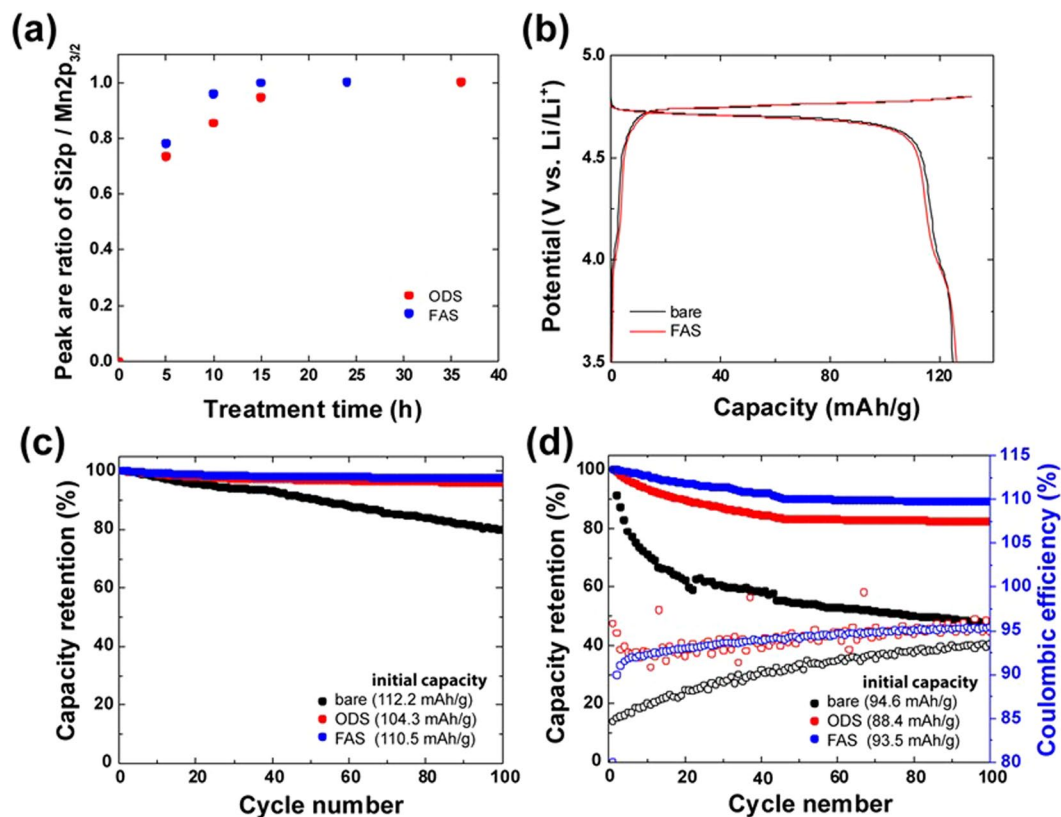 (a)
Peak are ratio of Si2p / Mn2p3/2
1.0
0.8
0.6
0.4
0.2
0.0
0 5 10 15 20 25 30 35 40
Treatment time (h)
ODS
FAS
(b)
Potential (V vs. Li/Li+)
5.0
4.5
4.0
3.5
0 40 80 120
Capacity (mAh/g)
bare
FAS
(c)
Capacity retention (%)
100
80
60
40
20
0
0 20 40 60 80 100
Cycle number
initial capacity
bare (112.2 mAh/g)
ODS (104.3 mAh/g)
FAS (110.5 mAh/g)
(d)
Capacity retention (%)
100
80
60
40
20
0
0 20 40 60 80 100
Cycle nember
initial capacity
bare (94.6 mAh/g)
ODS (88.4 mAh/g)
FAS (93.5 mAh/g)
115
110
105
100
95
90
85
80
Coulombic efficiency (%)